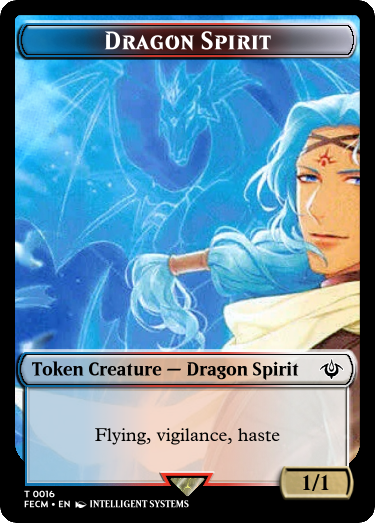 Dragon Spirit
Token Creature — Dragon Spirit
Flying, vigilance, haste
1/1
T 0016
FECM • EN INTELLIGENT SYSTEMS